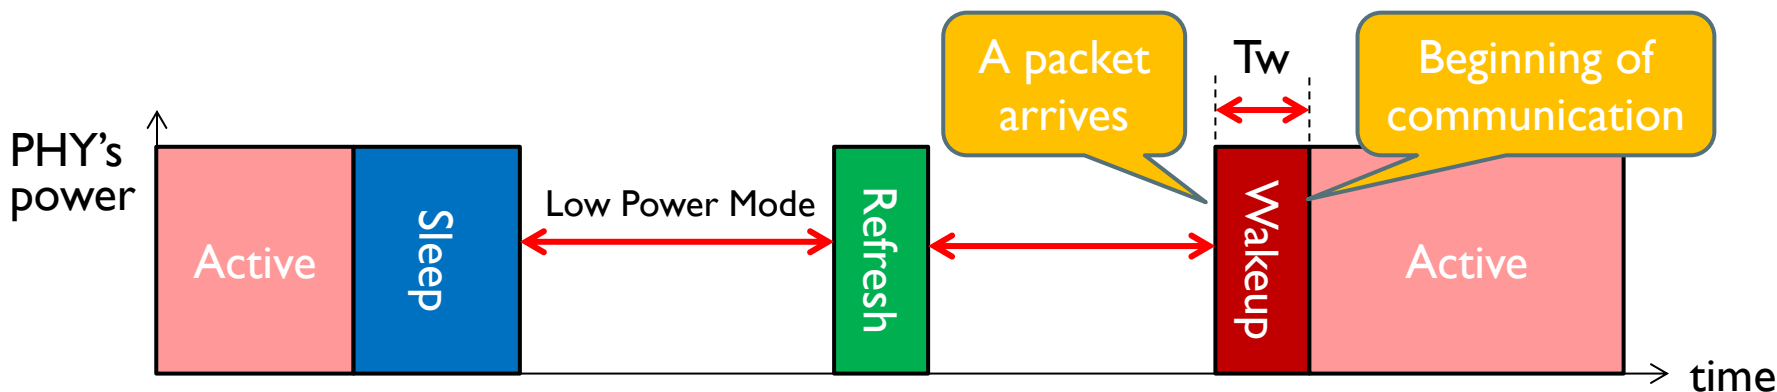 PHY's
power
Active
Sleep
Low Power Mode
Refresh
A packet
arrives
Tw
Wakeup
Beginning of
communication
Active
time